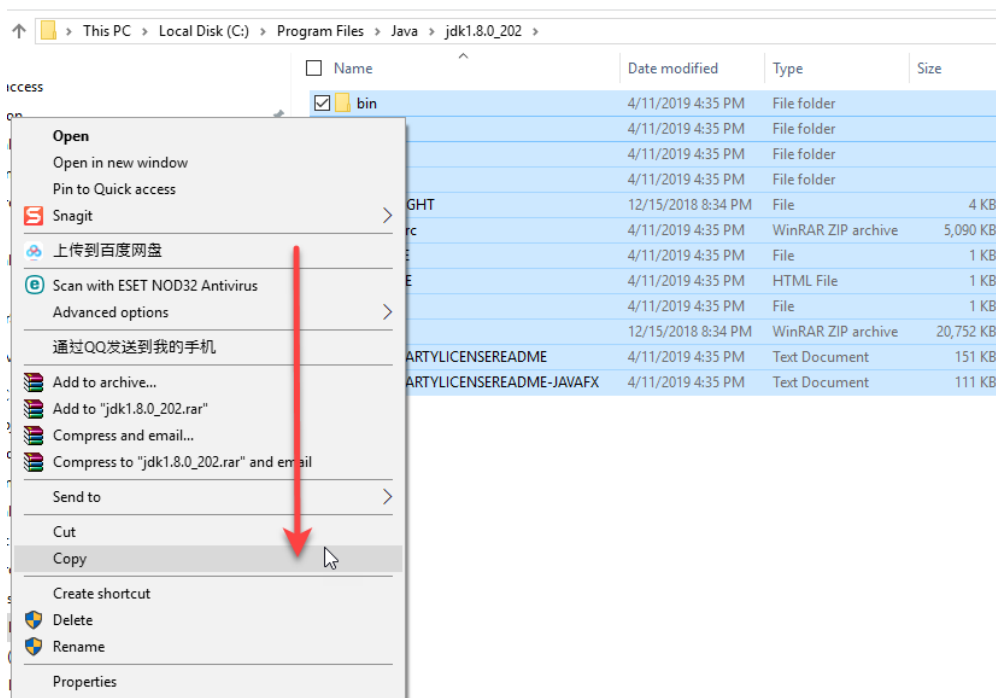 This PC > Local Disk (C:) > Program Files > Java > jdk1.8.0_202 >
Name Date modified Type Size
bin 4/11/2019 4:35 PM File folder
4/11/2019 4:35 PM File folder
4/11/2019 4:35 PM File folder
4/11/2019 4:35 PM File folder
GHT 12/15/2018 8:34 PM File 4 KB
rc 4/11/2019 4:35 PM WinRAR ZIP archive 5,090 KB
E 4/11/2019 4:35 PM File 1 KB
E 4/11/2019 4:35 PM HTML File 1 KB
4/11/2019 4:35 PM File 1 KB
12/15/2018 8:34 PM WinRAR ZIP archive 20,752 KB
ARTYLICENSEREADME 4/11/2019 4:35 PM Text Document 151 KB
ARTYLICENSEREADME-JAVAFX 4/11/2019 4:35 PM Text Document 111 KB
access
Open
Open in new window
Pin to Quick access
Snagit
上传到百度网盘
Scan with ESET NOD32 Antivirus
Advanced options
通过QQ发送到我的手机
Add to archive...
Add to "jdk1.8.0_202.rar"
Compress and email...
Compress to "jdk1.8.0_202.rar" and email
Send to
Cut
Copy
Create shortcut
Delete
Rename
Properties